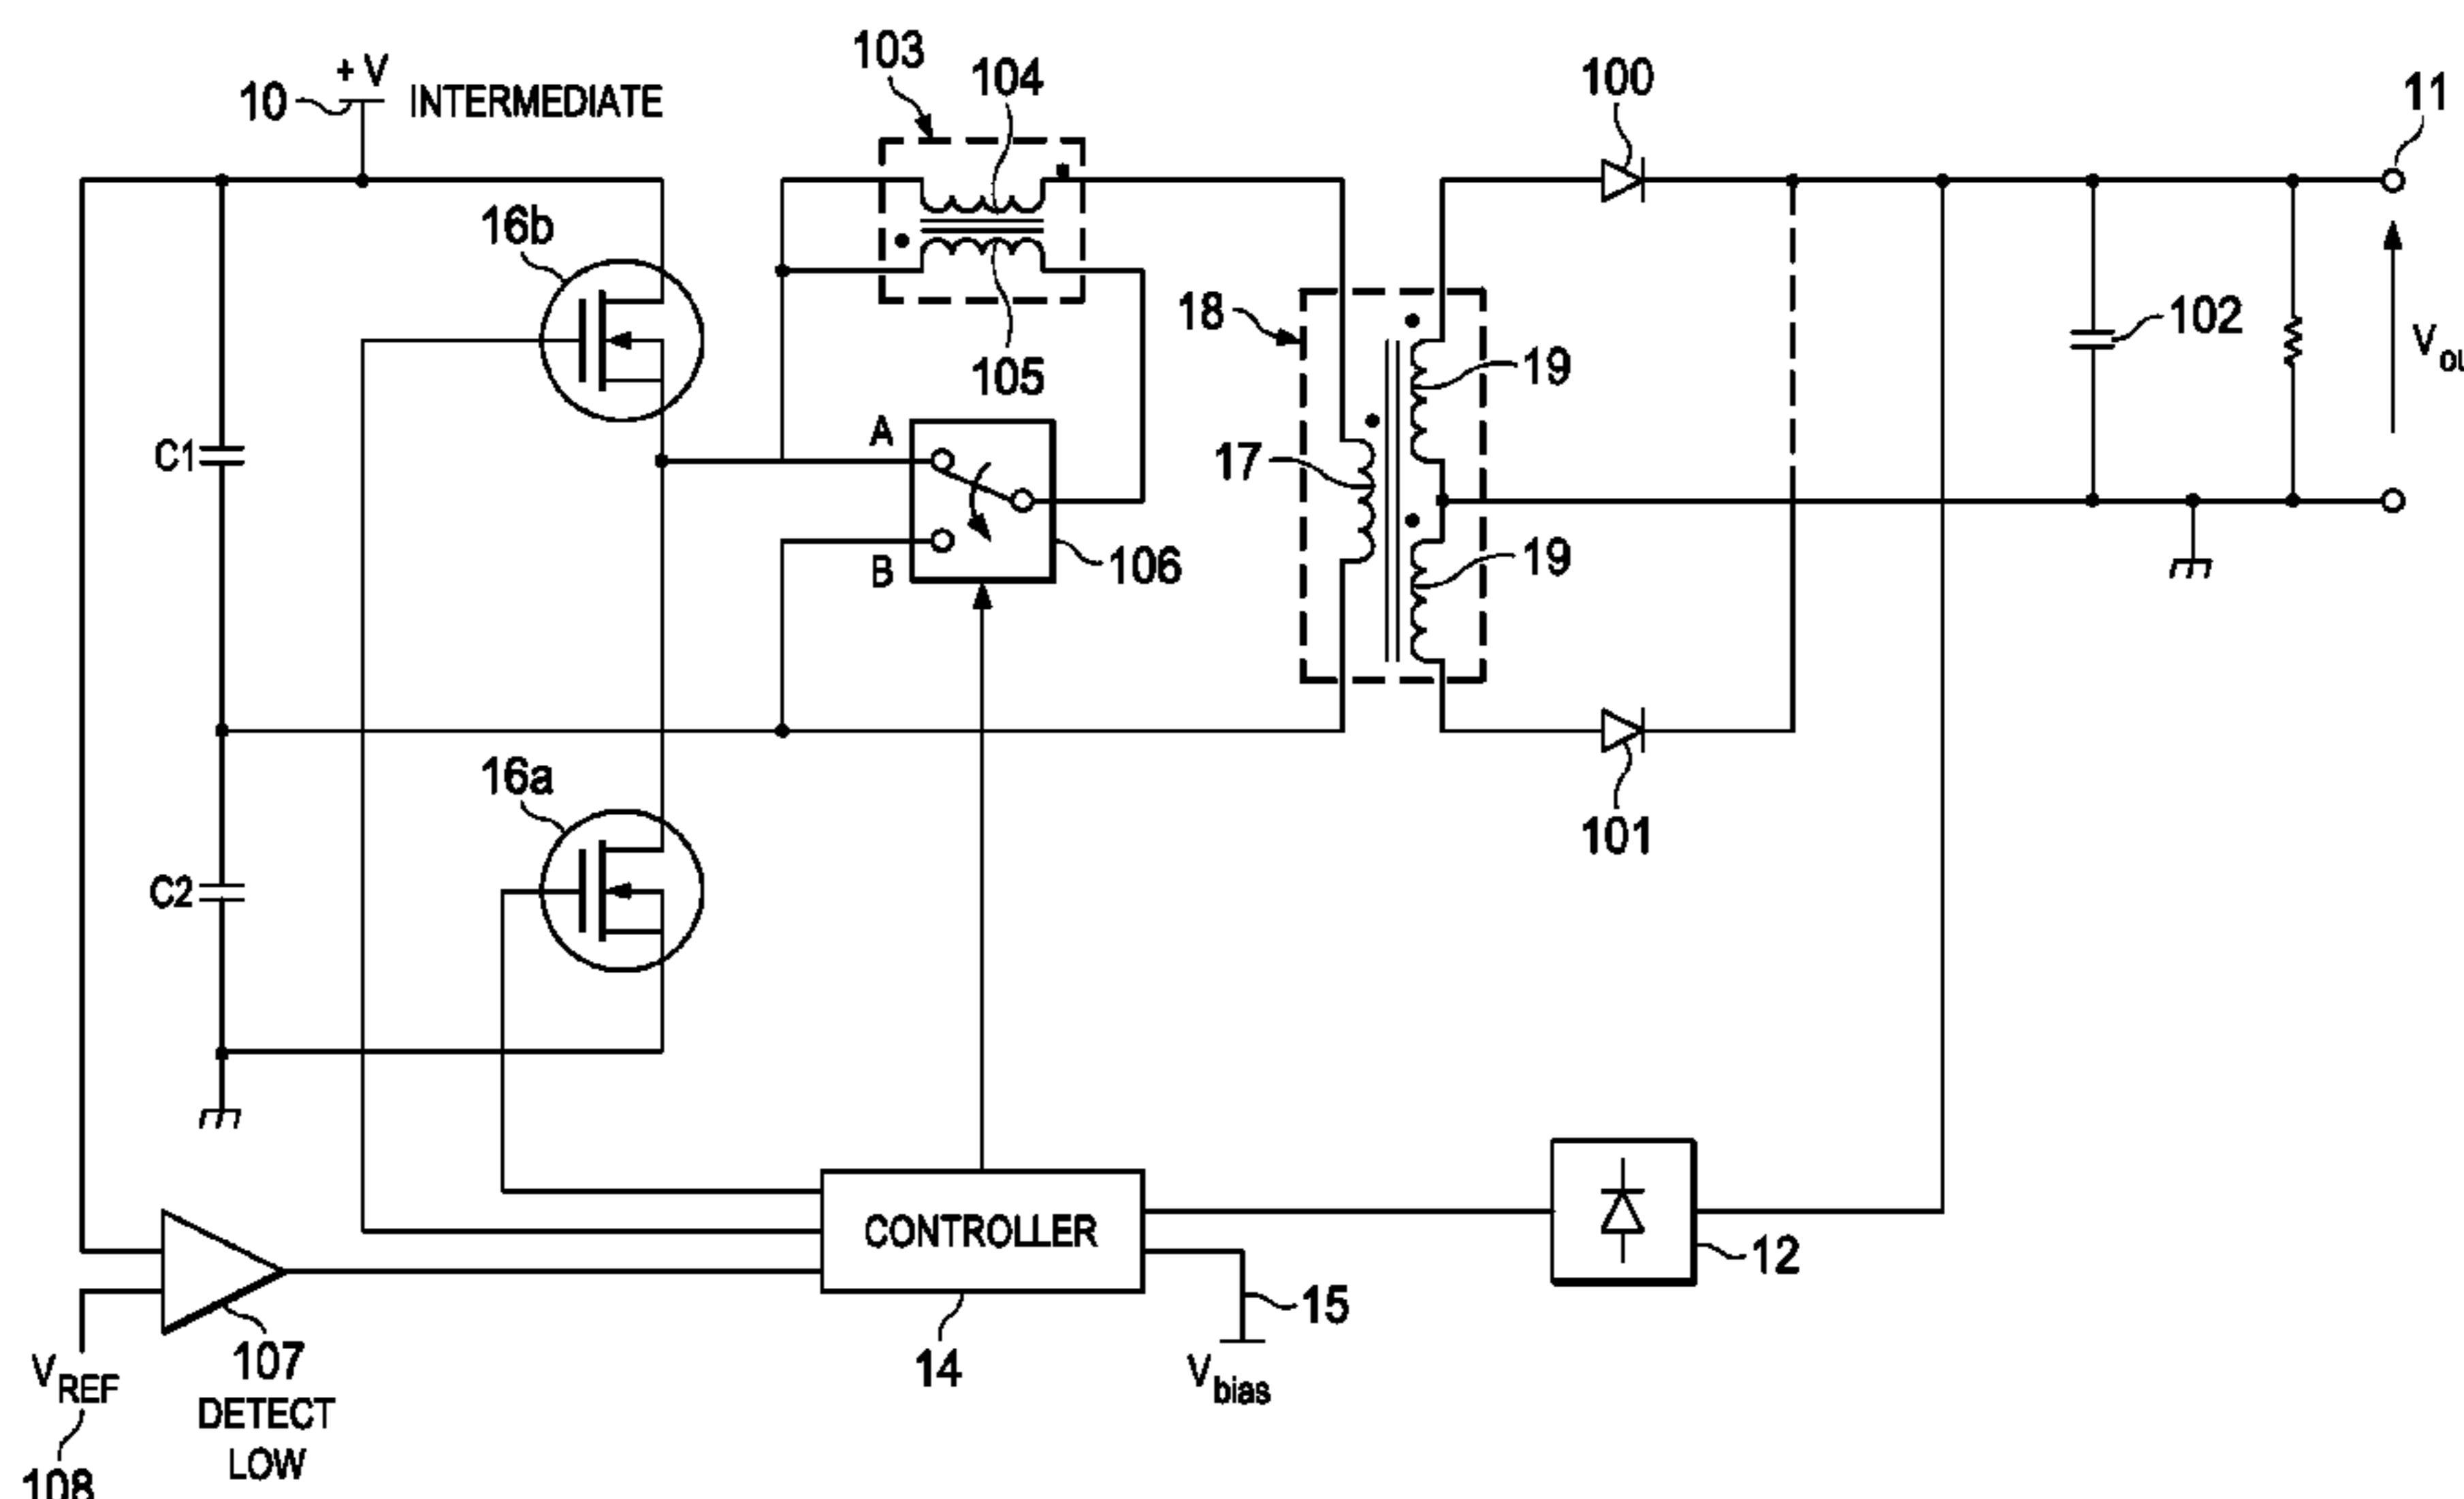 103
104
100
11
+ V
10
INTERMEDIATE
16b
18
102
19
105
V ou
A
C1
17
B
106
19
16a
101
C2
CONTROLLER
12
15
107
14
V REF
V bias
DETECT
LOW
108